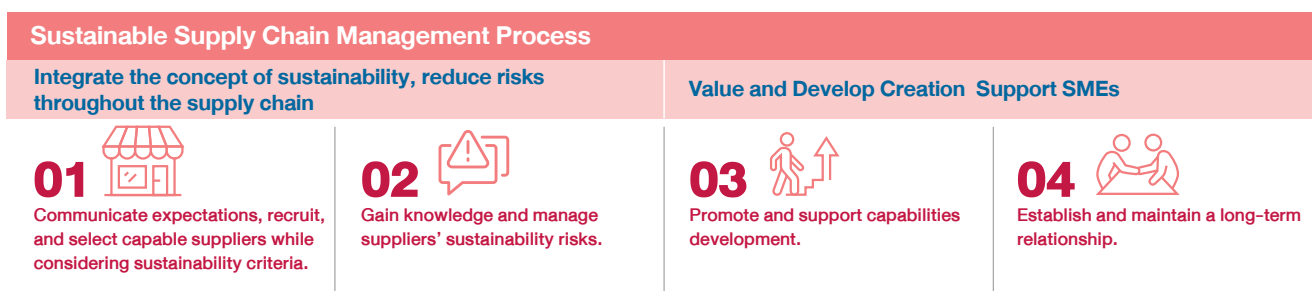 Sustainable Supply Chain Management Process
Integrate the concept of sustainability, reduce risks
throughout the supply chain
Value and Develop Creation Support SMEs
01
Communicate expectations, recruit,
and select capable suppliers while
considering sustainability criteria.
02
Gain knowledge and manage
suppliers’ sustainability risks.
03
Promote and support capabilities
development.
04
Establish and maintain a long-term
relationship.